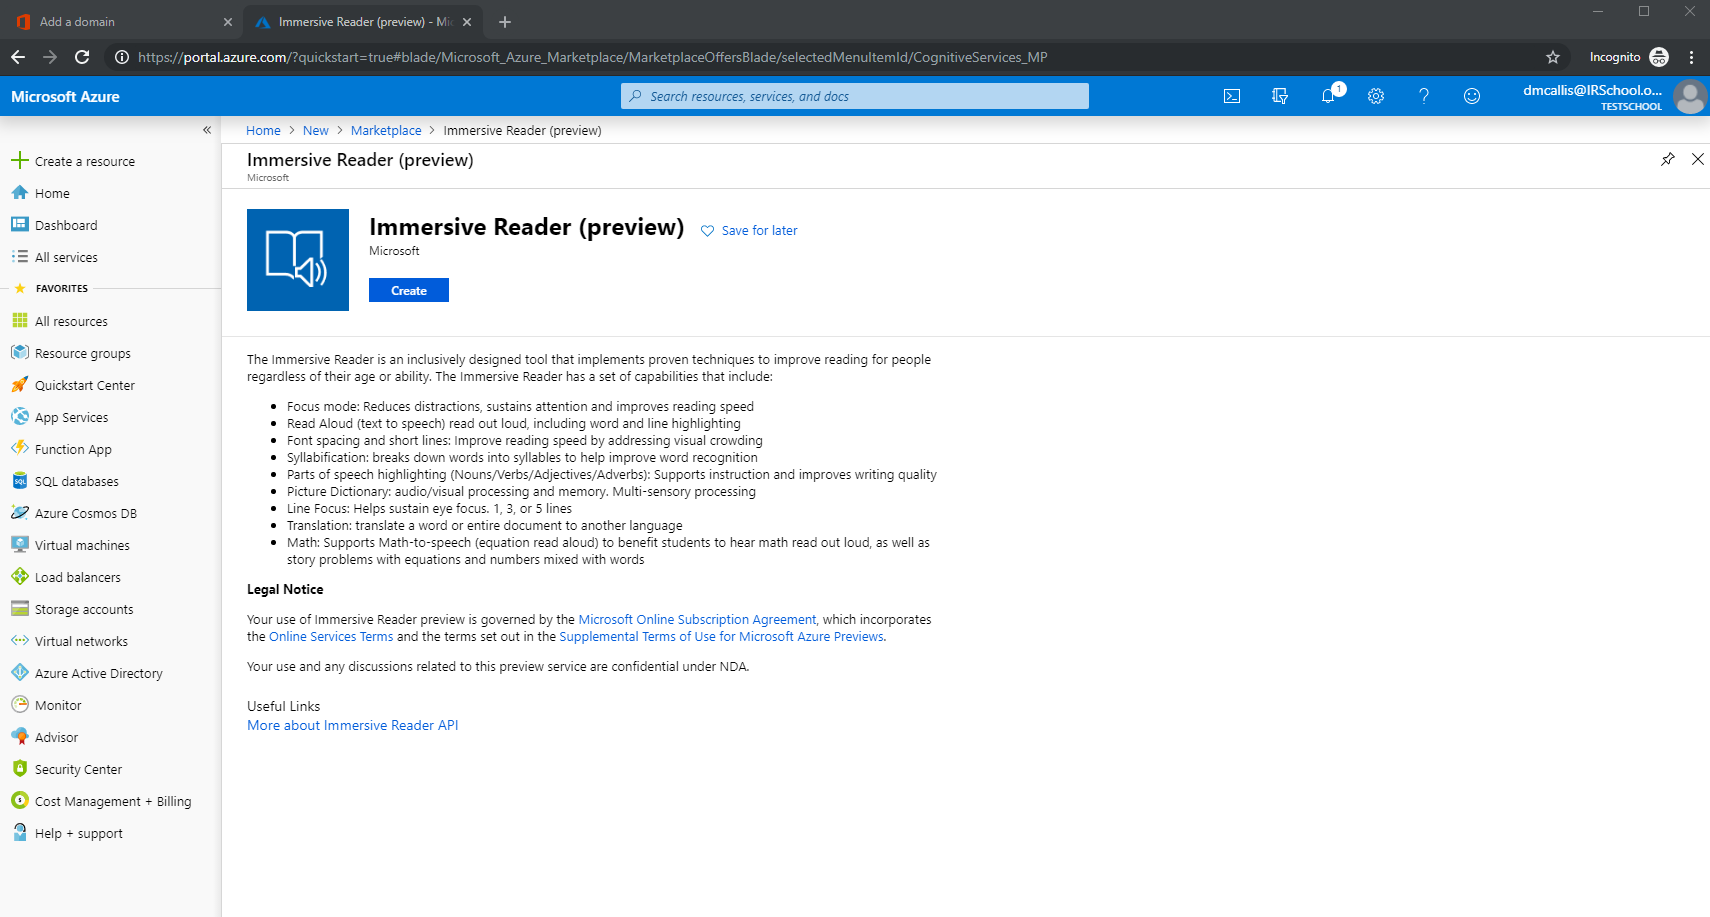 Add a domain
Immersive Reader (preview) - Mic
https://portal.azure.com/?quickstart=true#blade/Microsoft_Azure_Marketplace/MarketplaceOffersBlade/selectedMenuItemId/CognitiveServices_MP
Incognito
Microsoft Azure
Search resources, services, and docs
1
dmcallis@IRSchool.o...
TESTSCHOOL
Home > New > Marketplace > Immersive Reader (preview)
Create a resource
Home
Dashboard
All services
FAVORITES
All resources
Resource groups
Quickstart Center
App Services
Function App
SQL databases
Azure Cosmos DB
Virtual machines
Load balancers
Storage accounts
Virtual networks
Azure Active Directory
Monitor
Advisor
Security Center
Cost Management + Billing
Help + support
Immersive Reader (preview)
Microsoft
Immersive Reader (preview)
Save for later
Microsoft
Create
The Immersive Reader is an inclusively designed tool that implements proven techniques to improve reading for people
regardless of their age or ability. The Immersive Reader has a set of capabilities that include:
• Focus mode: Reduces distractions, sustains attention and improves reading speed
• Read Aloud (text to speech) read out loud, including word and line highlighting
• Font spacing and short lines: Improve reading speed by addressing visual crowding
• Syllabification: breaks down words into syllables to help improve word recognition
• Parts of speech highlighting (Nouns/Verbs/Adjectives/Adverbs): Supports instruction and improves writing quality
• Picture Dictionary: audio/visual processing and memory. Multi-sensory processing
• Line Focus: Helps sustain eye focus. 1, 3, or 5 lines
• Translation: translate a word or entire document to another language
• Math: Supports Math-to-speech (equation read aloud) to benefit students to hear math read out loud, as well as
story problems with equations and numbers mixed with words
Legal Notice
Your use of Immersive Reader preview is governed by the Microsoft Online Subscription Agreement, which incorporates
the Online Services Terms and the terms set out in the Supplemental Terms of Use for Microsoft Azure Previews.
Your use and any discussions related to this preview service are confidential under NDA.
Useful Links
More about Immersive Reader API